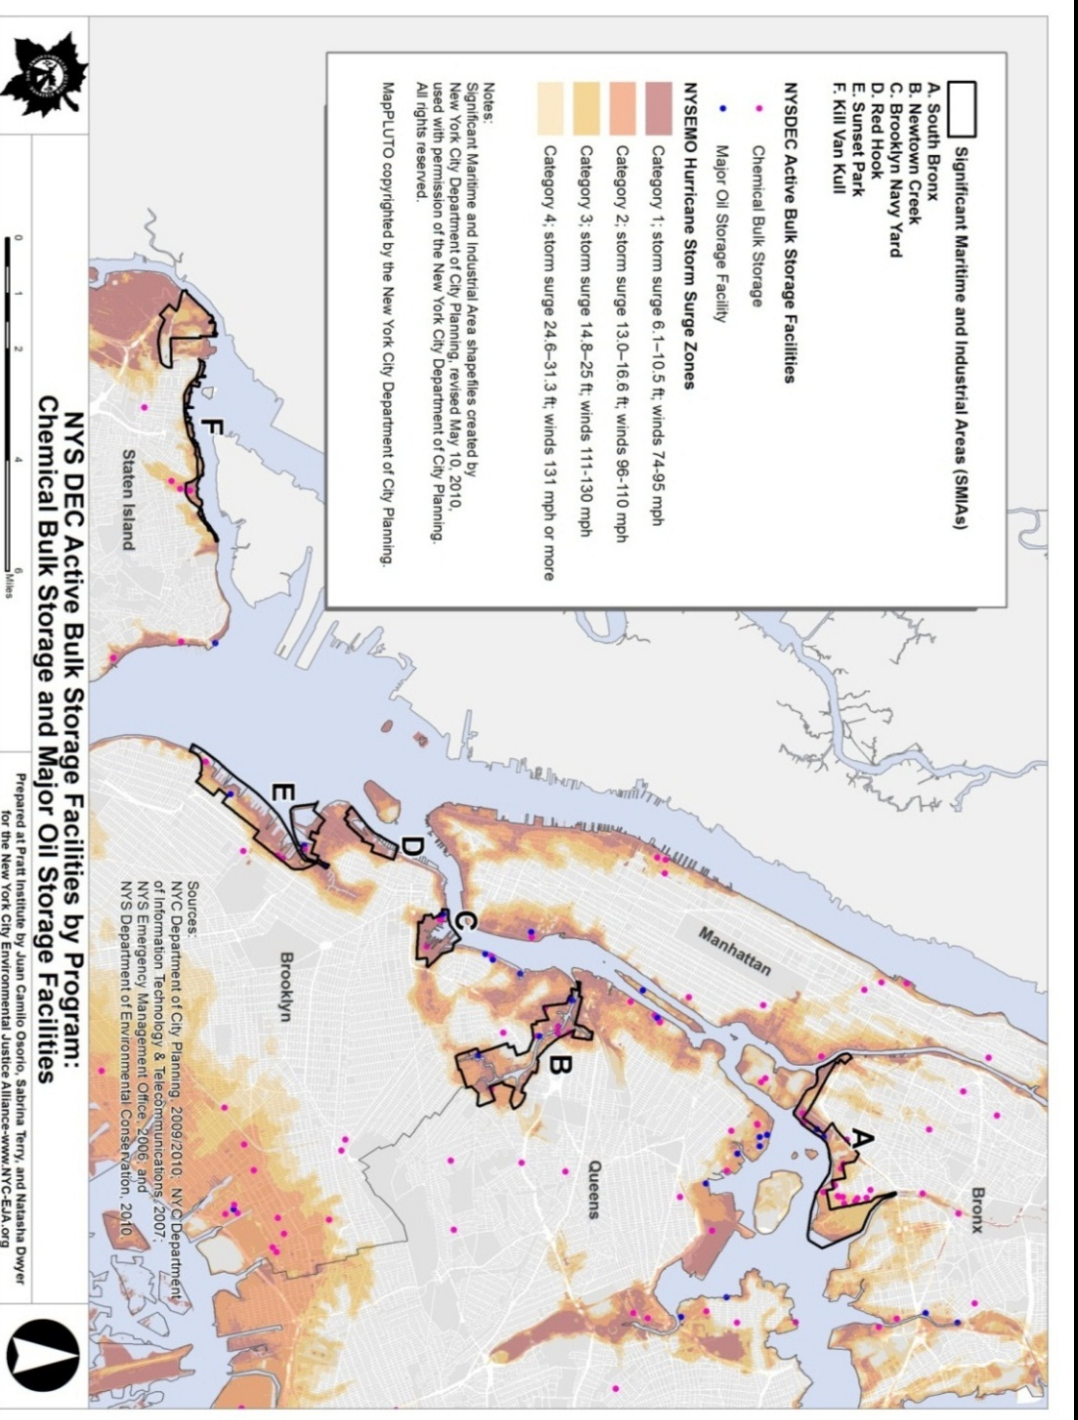 Significant Maritime and Industrial Areas (SMIAs)
A. South Bronx
B. Newtown Creek
C. Brooklyn Navy Yard
D. Red Hook
E. Sunset Park
F. Kill Van Kull
NYSDEC Active Bulk Storage Facilities
Chemical Bulk Storage
Major Oil Storage Facility
NYSEMO Hurricane Storm Surge Zones
Category 1; storm surge 6.1–10.5 ft; winds 74-95 mph
Category 2; storm surge 13.0–16.6 ft; winds 96-110 mph
Category 3; storm surge 14.8–25 ft; winds 111-130 mph
Category 4; storm surge 24.6–31.3 ft; winds 131 mph or more
Notes:
Significant Maritime and Industrial Area shapefiles created by
New York City Department of City Planning, revised May 10, 2010,
used with permission of the New York City Department of City Planning.
All rights reserved.
MapPLUTO copyrighted by the New York City Department of City Planning.
Bronx
A
Manhattan
Queens
B
C
D
E
Brooklyn
F
Staten Island
Sources:
NYC Department of City Planning, 2009/2010, NYC Department
of Information Technology & Telecommunications, 2007;
NYS Emergency Management Office, 2006; and
NYS Department of Environmental Conservation, 2010
NYS DEC Active Bulk Storage Facilities by Program:
Chemical Bulk Storage and Major Oil Storage Facilities
0 1 2 4 6
Miles
Prepared at Pratt Institute by Juan Camilo Osorio, Sabrina Terry, and Natasha Dwyer
for the New York City Environmental Justice Alliance-www.NYC-EJA.org